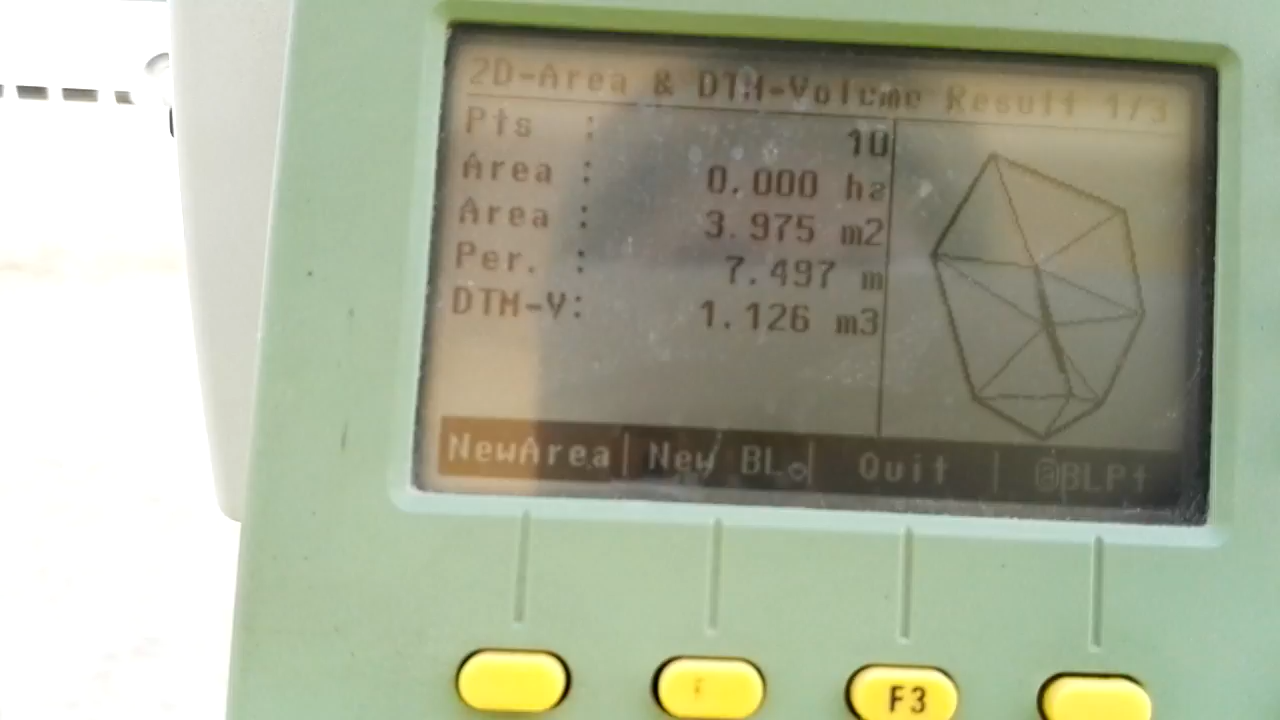 2D-Area & DTM-Volume Result 1/3
Pts : 10
Area : 0.000 ha
Area : 3.975 m2
Per. : 7.497 m
DTM-V: 1.126 m3
NewArea New BL Quit @BLPt
F3